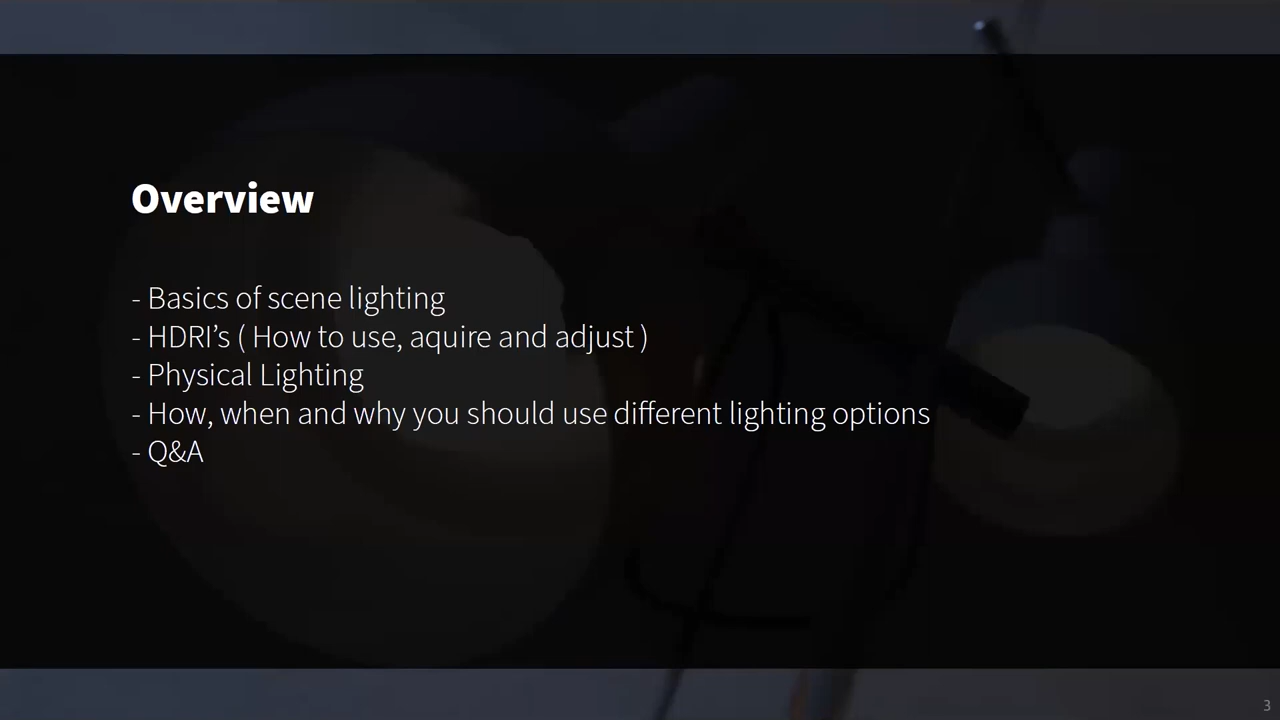 Overview
- Basics of scene lighting
- HDRI’s ( How to use, aquire and adjust )
- Physical Lighting
- How, when and why you should use different lighting options
- Q&A
3